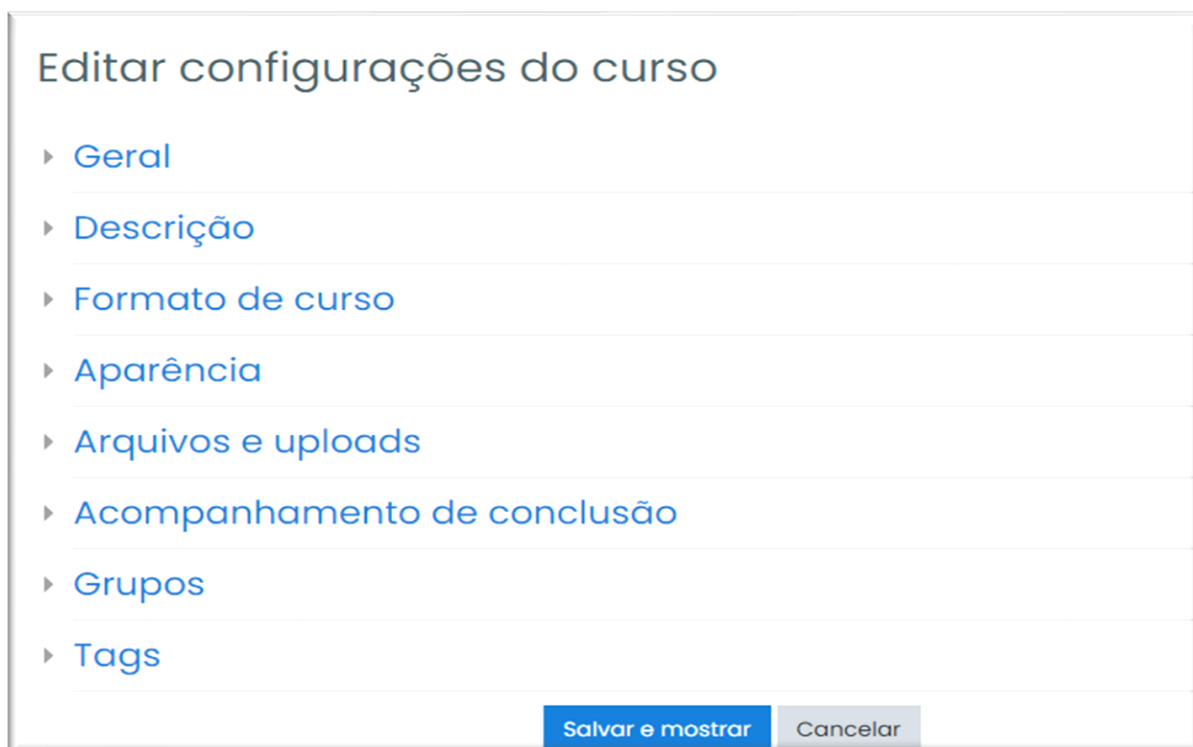 Editar configurações do curso
Geral
Descrição
Formato de curso
Aparência
Arquivos e uploads
Acompanhamento de conclusão
Grupos
Tags
Salvar e mostrar Cancelar